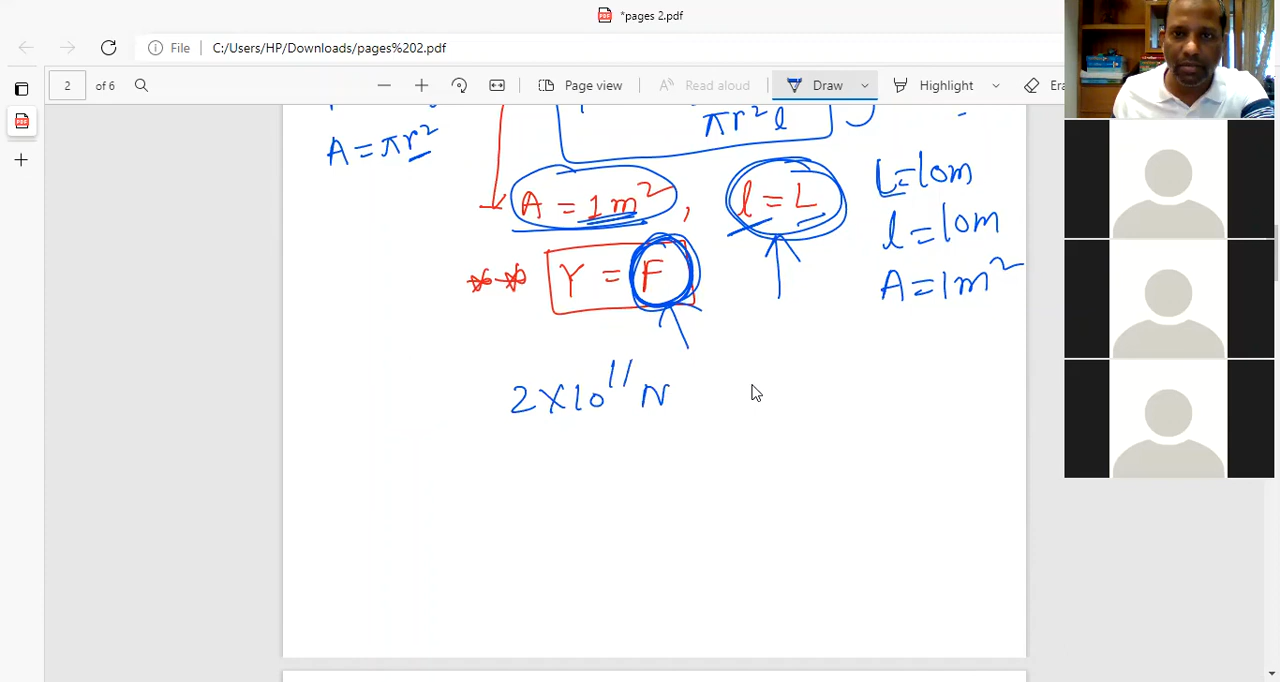 *pages 2.pdf
File C:/Users/HP/Downloads/pages%202.pdf
2 of 6 Page view Read aloud Draw Highlight
πr²l
A = πr²
L = 10m
A = 1m², l = L
l = 10m
Y = F
A = 1m²
2×10¹¹ N